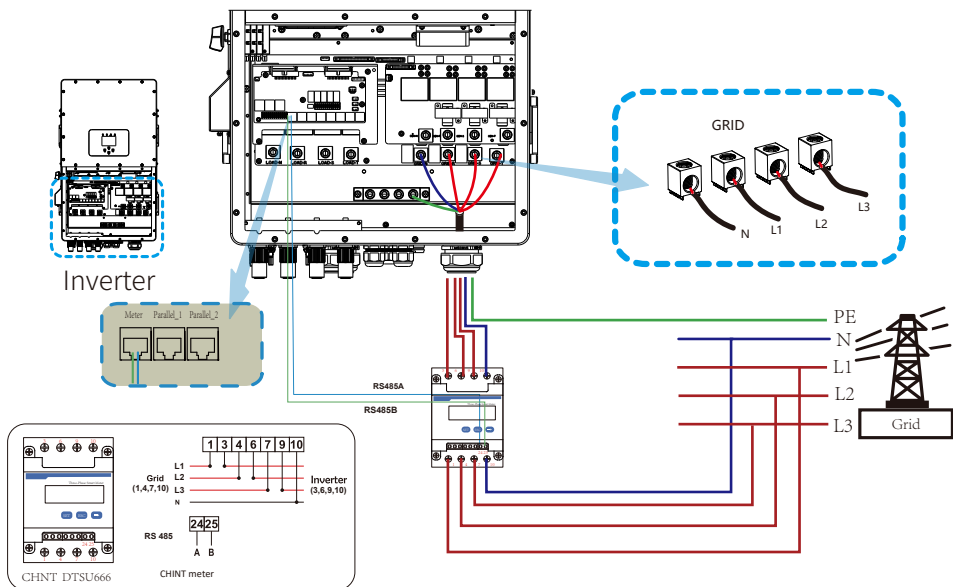 GRID
N
L1
L2
L3
Inverter
Meter
Parallel_1
Parallel_2
RS485A
RS485B
PE
N
L1
L2
L3
Grid
1 3 4 6 7 9 10
L1
L2
L3
N
Grid
(1,4,7,10)
Inverter
(3,6,9,10)
24 25
RS 485
A B
CHNT DTSU666
CHINT meter